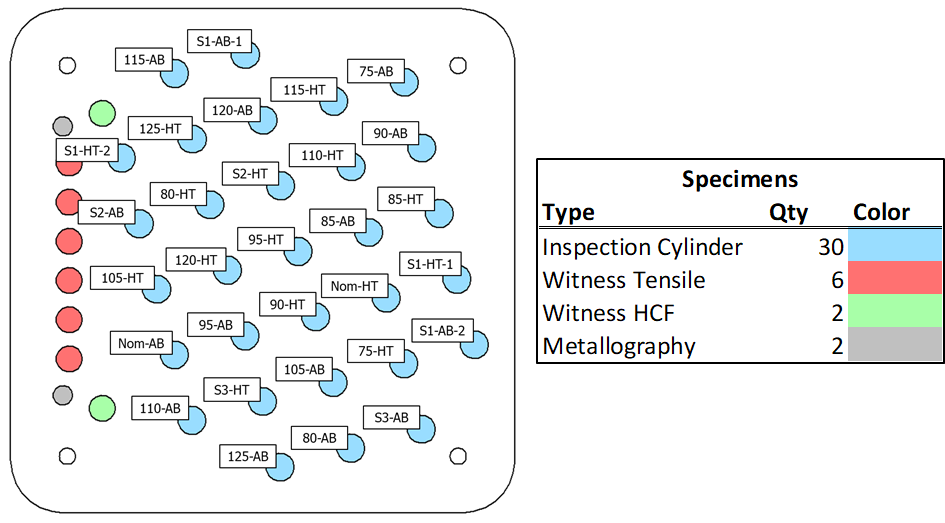 S1-AB-1
115-AB
75-AB
115-HT
120-AB
125-HT
90-AB
S1-HT-2
110-HT
S2-HT
80-HT
85-HT
S2-AB
85-AB
95-HT
120-HT
S1-HT-1
105-HT
Nom-HT
90-HT
95-AB
S1-AB-2
Nom-AB
75-HT
105-AB
S3-HT
110-AB
S3-AB
80-AB
125-AB
Specimens
Type Qty Color
Inspection Cylinder 30
Witness Tensile 6
Witness HCF 2
Metallography 2